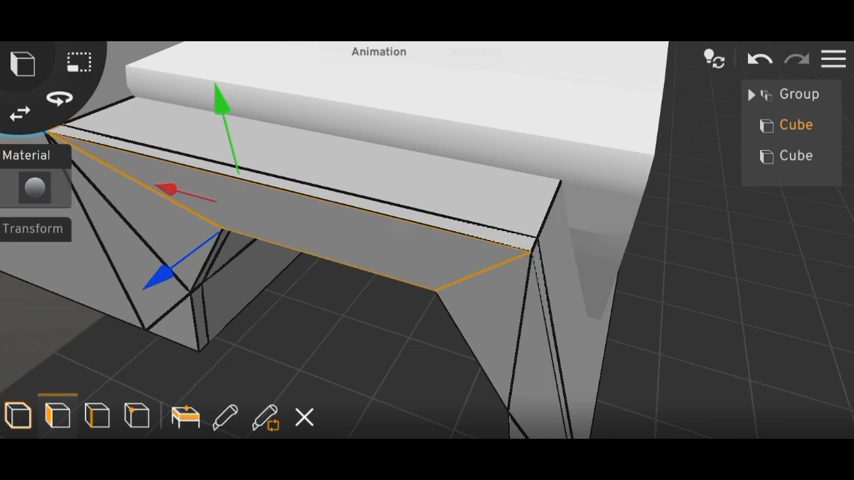 Animation
Group
Cube
Cube
Material
Transform